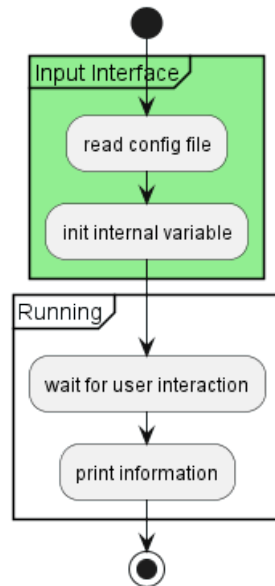 Input Interface
read config file
init internal variable
Running
wait for user interaction
print information